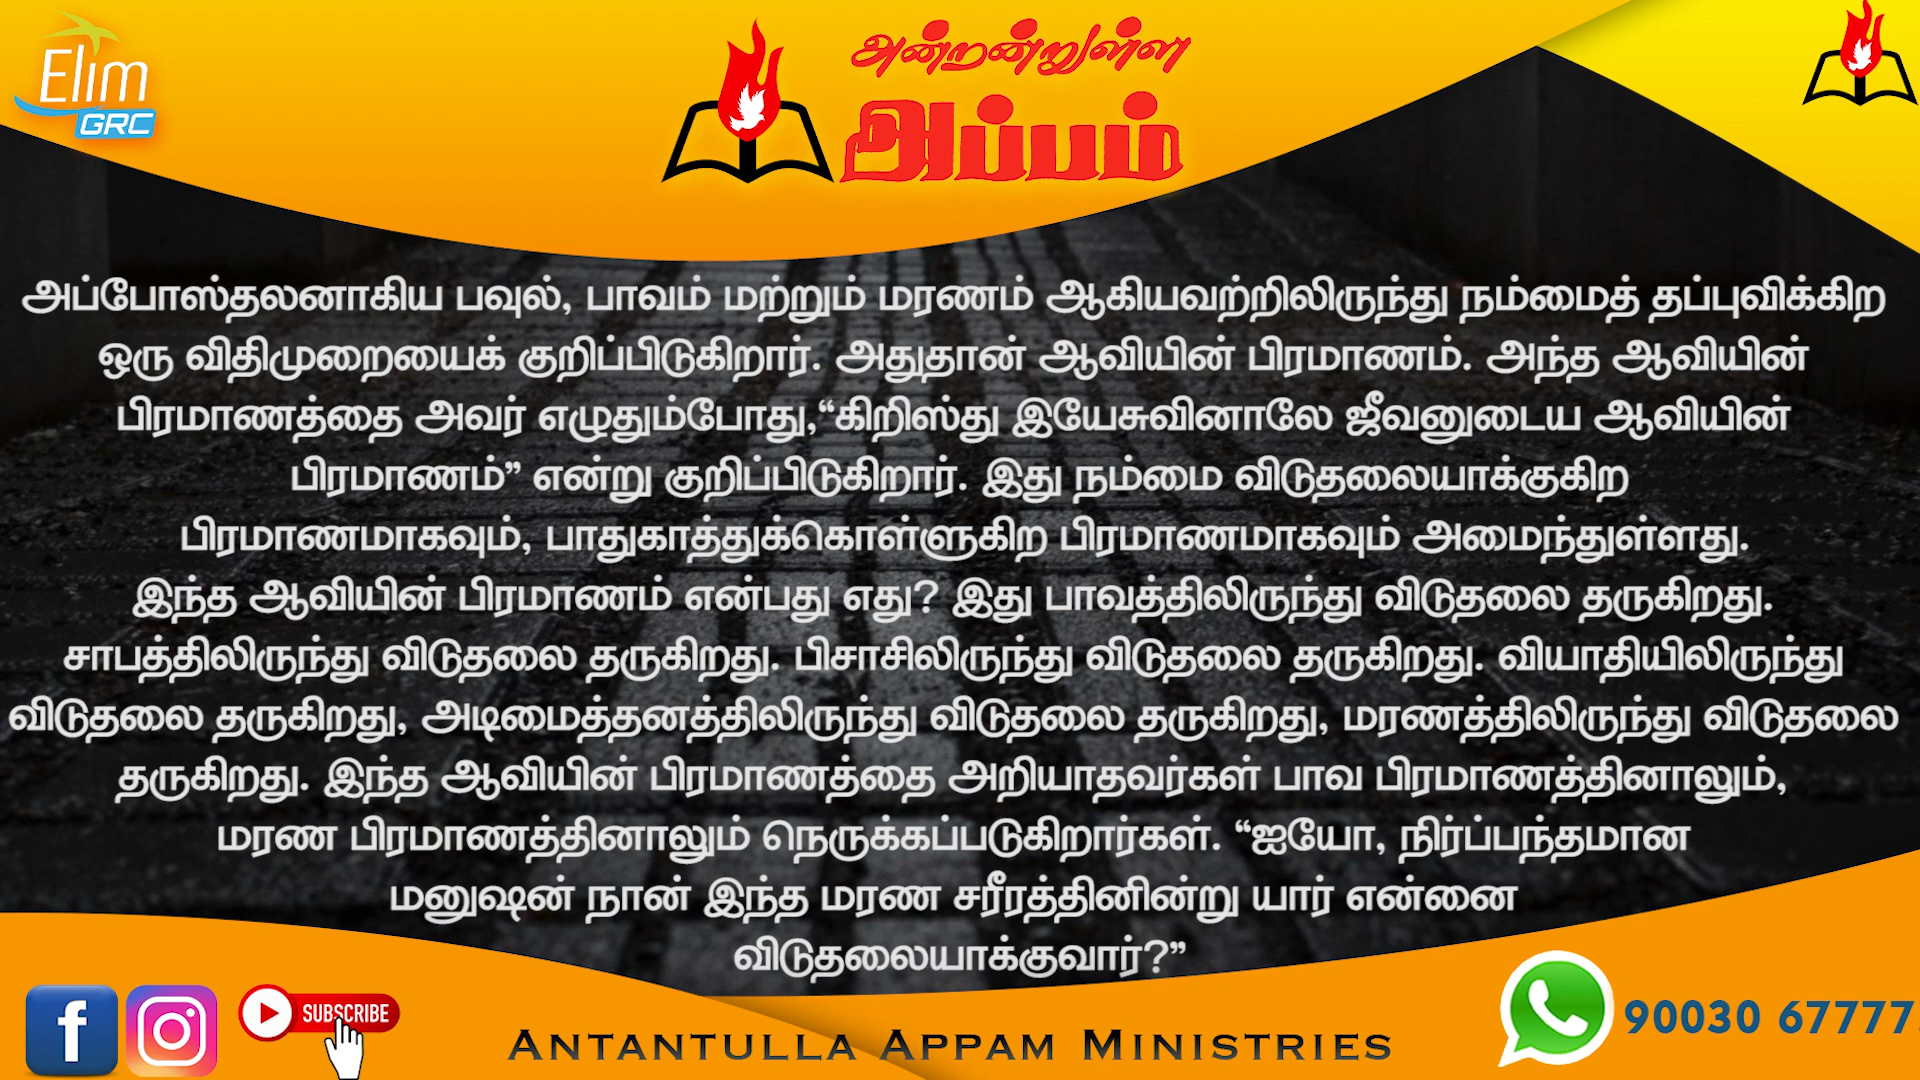 Elim
GRC
அன்றன்றுள்ள
அப்பம்
அப்போஸ்தலனாகிய பவுல், பாவம் மற்றும் மரணம் ஆகியவற்றிலிருந்து நம்மைத் தப்புவிக்கிற
ஒரு விதிமுறையைக் குறிப்பிடுகிறார். அதுதான் ஆவியின் பிரமாணம். அந்த ஆவியின்
பிரமாணத்தை அவர் எழுதும்போது,“கிறிஸ்து இயேசுவினாலே ஜீவனுடைய ஆவியின்
பிரமாணம்” என்று குறிப்பிடுகிறார். இது நம்மை விடுதலையாக்குகிற
பிரமாணமாகவும், பாதுகாத்துக்கொள்ளுகிற பிரமாணமாகவும் அமைந்துள்ளது.
இந்த ஆவியின் பிரமாணம் என்பது எது? இது பாவத்திலிருந்து விடுதலை தருகிறது.
சாபத்திலிருந்து விடுதலை தருகிறது. பிசாசிலிருந்து விடுதலை தருகிறது. வியாதியிலிருந்து
விடுதலை தருகிறது, அடிமைத்தனத்திலிருந்து விடுதலை தருகிறது, மரணத்திலிருந்து விடுதலை
தருகிறது. இந்த ஆவியின் பிரமாணத்தை அறியாதவர்கள் பாவ பிரமாணத்தினாலும்,
மரண பிரமாணத்தினாலும் நெருக்கப்படுகிறார்கள். “ஐயோ, நிர்ப்பந்தமான
மனுஷன் நான் இந்த மரண சரீரத்தினின்று யார் என்னை
விடுதலையாக்குவார்?”
SUBSCRIBE
ANTANTULLA APPAM MINISTRIES
90030 67777